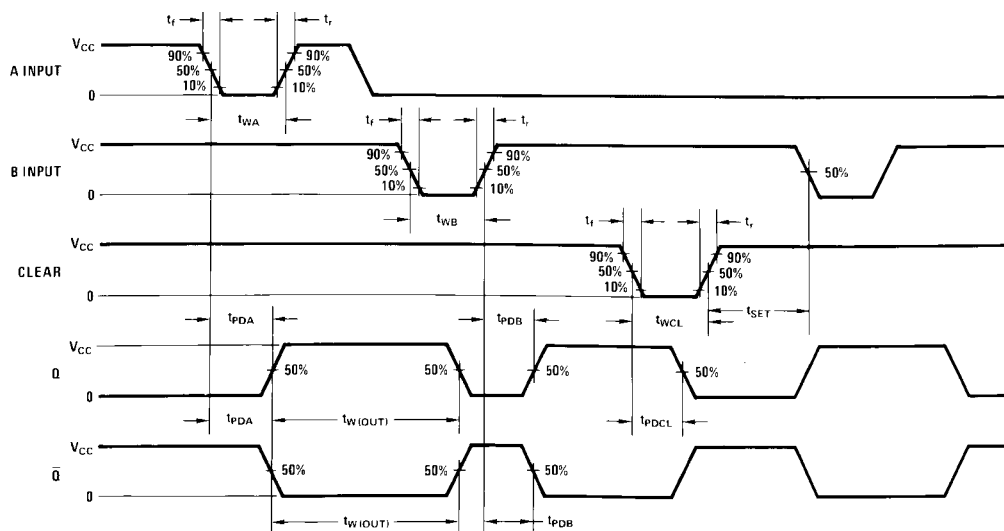 tf tr
VCC
90% 90%
A INPUT 50% 50%
10% 10%
0
tWA
tf tr
VCC
90% 90%
B INPUT 50% 50% 50%
10% 10%
0
tWB
tf tr
VCC
90% 90%
CLEAR 50% 50%
10% 10%
0
tPDA tPDB tWCL tSET
VCC
Q 50% 50% 50% 50%
0
tPDA tW(OUT) tPDCL
VCC
Q̅ 50% 50% 50%
0
tW(OUT) tPDB